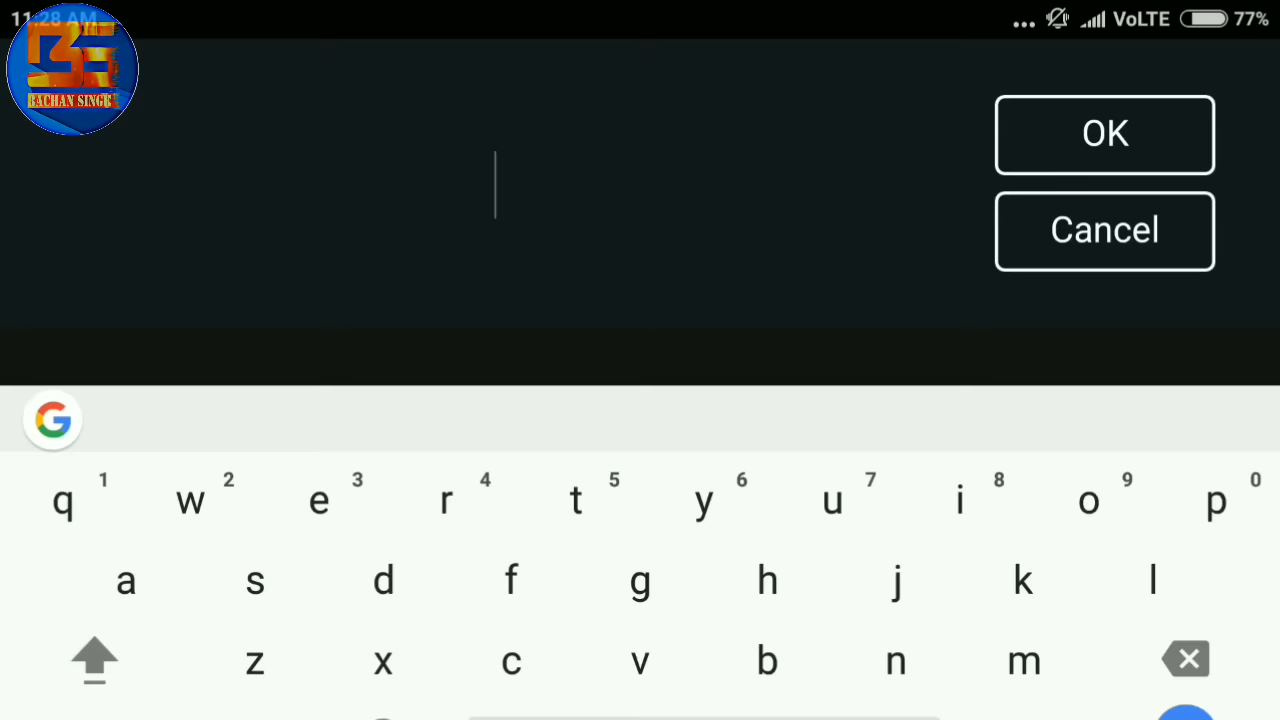 11:28 AM
... VoLTE 77%
BACHAN SINGH
OK
Cancel
G
1 2 3 4 5 6 7 8 9 0
q w e r t y u i o p
a s d f g h j k l
z x c v b n m